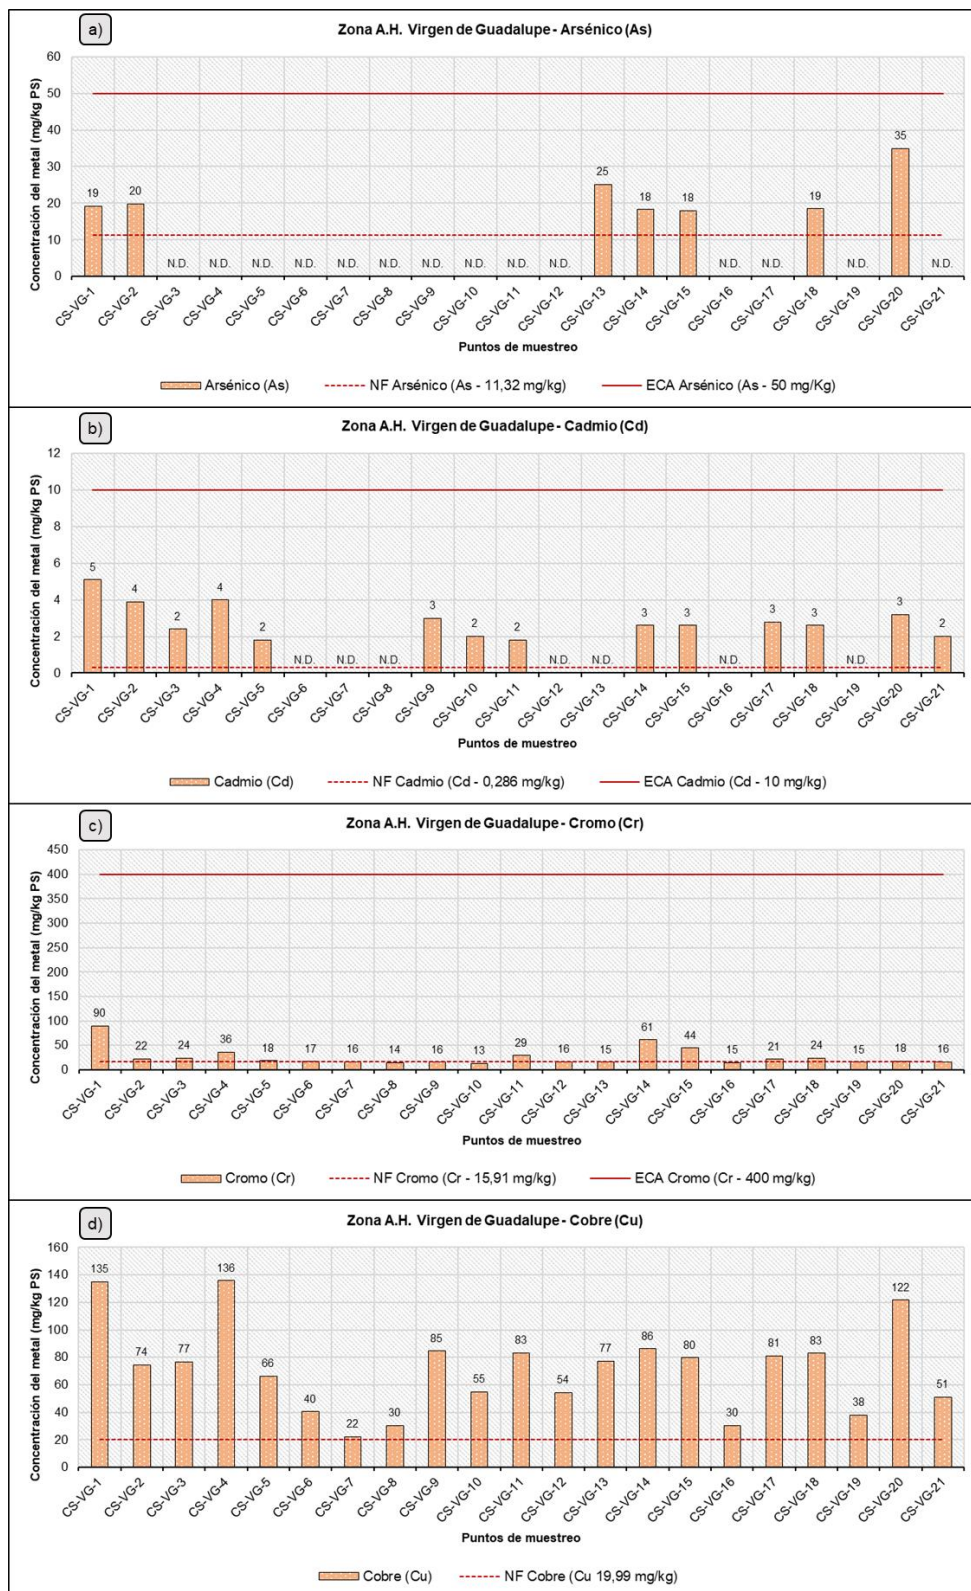 a)
Zona A.H. Virgen de Guadalupe - Arsénico (As)
Concentración del metal (mg/kg PS)
60
50
40
30
20
10
0
19
20
N.D.
N.D.
N.D.
N.D.
N.D.
N.D.
N.D.
N.D.
N.D.
N.D.
25
18
18
N.D.
N.D.
19
N.D.
35
N.D.
CS-VG-1
CS-VG-2
CS-VG-3
CS-VG-4
CS-VG-5
CS-VG-6
CS-VG-7
CS-VG-8
CS-VG-9
CS-VG-10
CS-VG-11
CS-VG-12
CS-VG-13
CS-VG-14
CS-VG-15
CS-VG-16
CS-VG-17
CS-VG-18
CS-VG-19
CS-VG-20
CS-VG-21
Puntos de muestreo
Arsénico (As)
NF Arsénico (As - 11,32 mg/kg)
ECA Arsénico (As - 50 mg/Kg)
b)
Zona A.H. Virgen de Guadalupe - Cadmio (Cd)
Concentración del metal (mg/kg PS)
12
10
8
6
4
2
0
5
4
2
4
2
N.D.
N.D.
N.D.
3
2
2
N.D.
N.D.
3
3
N.D.
3
3
N.D.
3
2
CS-VG-1
CS-VG-2
CS-VG-3
CS-VG-4
CS-VG-5
CS-VG-6
CS-VG-7
CS-VG-8
CS-VG-9
CS-VG-10
CS-VG-11
CS-VG-12
CS-VG-13
CS-VG-14
CS-VG-15
CS-VG-16
CS-VG-17
CS-VG-18
CS-VG-19
CS-VG-20
CS-VG-21
Puntos de muestreo
Cadmio (Cd)
NF Cadmio (Cd - 0,286 mg/kg)
ECA Cadmio (Cd - 10 mg/kg)
c)
Zona A.H. Virgen de Guadalupe - Cromo (Cr)
Concentración del metal (mg/kg PS)
450
400
350
300
250
200
150
100
50
0
90
22
24
36
18
17
16
14
16
13
29
16
15
61
44
15
21
24
15
18
16
CS-VG-1
CS-VG-2
CS-VG-3
CS-VG-4
CS-VG-5
CS-VG-6
CS-VG-7
CS-VG-8
CS-VG-9
CS-VG-10
CS-VG-11
CS-VG-12
CS-VG-13
CS-VG-14
CS-VG-15
CS-VG-16
CS-VG-17
CS-VG-18
CS-VG-19
CS-VG-20
CS-VG-21
Puntos de muestreo
Cromo (Cr)
NF Cromo (Cr - 15,91 mg/kg)
ECA Cromo (Cr - 400 mg/kg)
d)
Zona A.H. Virgen de Guadalupe - Cobre (Cu)
Concentración del metal (mg/kg PS)
160
140
120
100
80
60
40
20
0
135
74
77
136
66
40
22
30
85
55
83
54
77
86
80
30
81
83
38
122
51
CS-VG-1
CS-VG-2
CS-VG-3
CS-VG-4
CS-VG-5
CS-VG-6
CS-VG-7
CS-VG-8
CS-VG-9
CS-VG-10
CS-VG-11
CS-VG-12
CS-VG-13
CS-VG-14
CS-VG-15
CS-VG-16
CS-VG-17
CS-VG-18
CS-VG-19
CS-VG-20
CS-VG-21
Puntos de muestreo
Cobre (Cu)
NF Cobre (Cu 19,99 mg/kg)